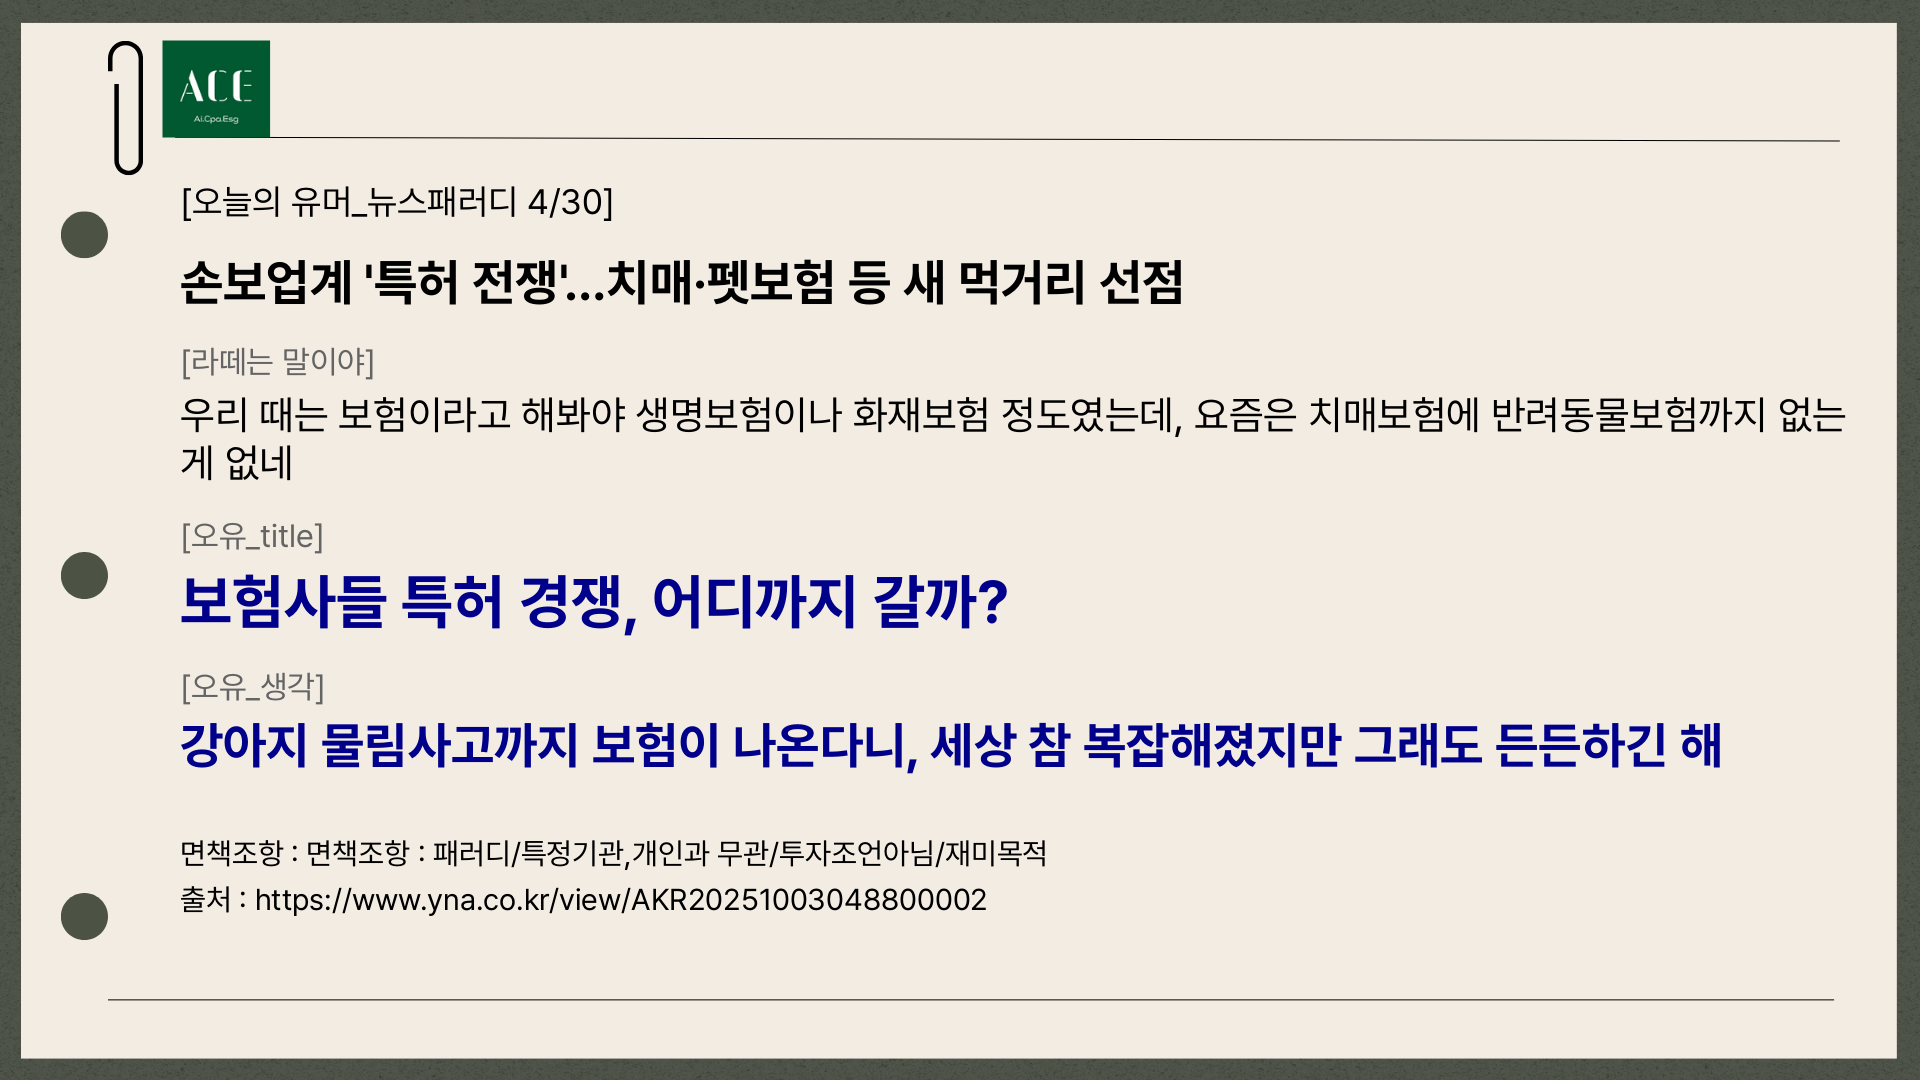 ACE
Ai.Cpa.Esg
[오늘의 유머_뉴스패러디 4/30]
손보업계 '특허 전쟁'...치매·펫보험 등 새 먹거리 선점
[라떼는 말이야]
우리 때는 보험이라고 해봐야 생명보험이나 화재보험 정도였는데, 요즘은 치매보험에 반려동물보험까지 없는
게 없네
[오유_title]
보험사들 특허 경쟁, 어디까지 갈까?
[오유_생각]
강아지 물림사고까지 보험이 나온다니, 세상 참 복잡해졌지만 그래도 든든하긴 해
면책조항 : 면책조항 : 패러디/특정기관,개인과 무관/투자조언아님/재미목적
출처 : https://www.yna.co.kr/view/AKR20251003048800002